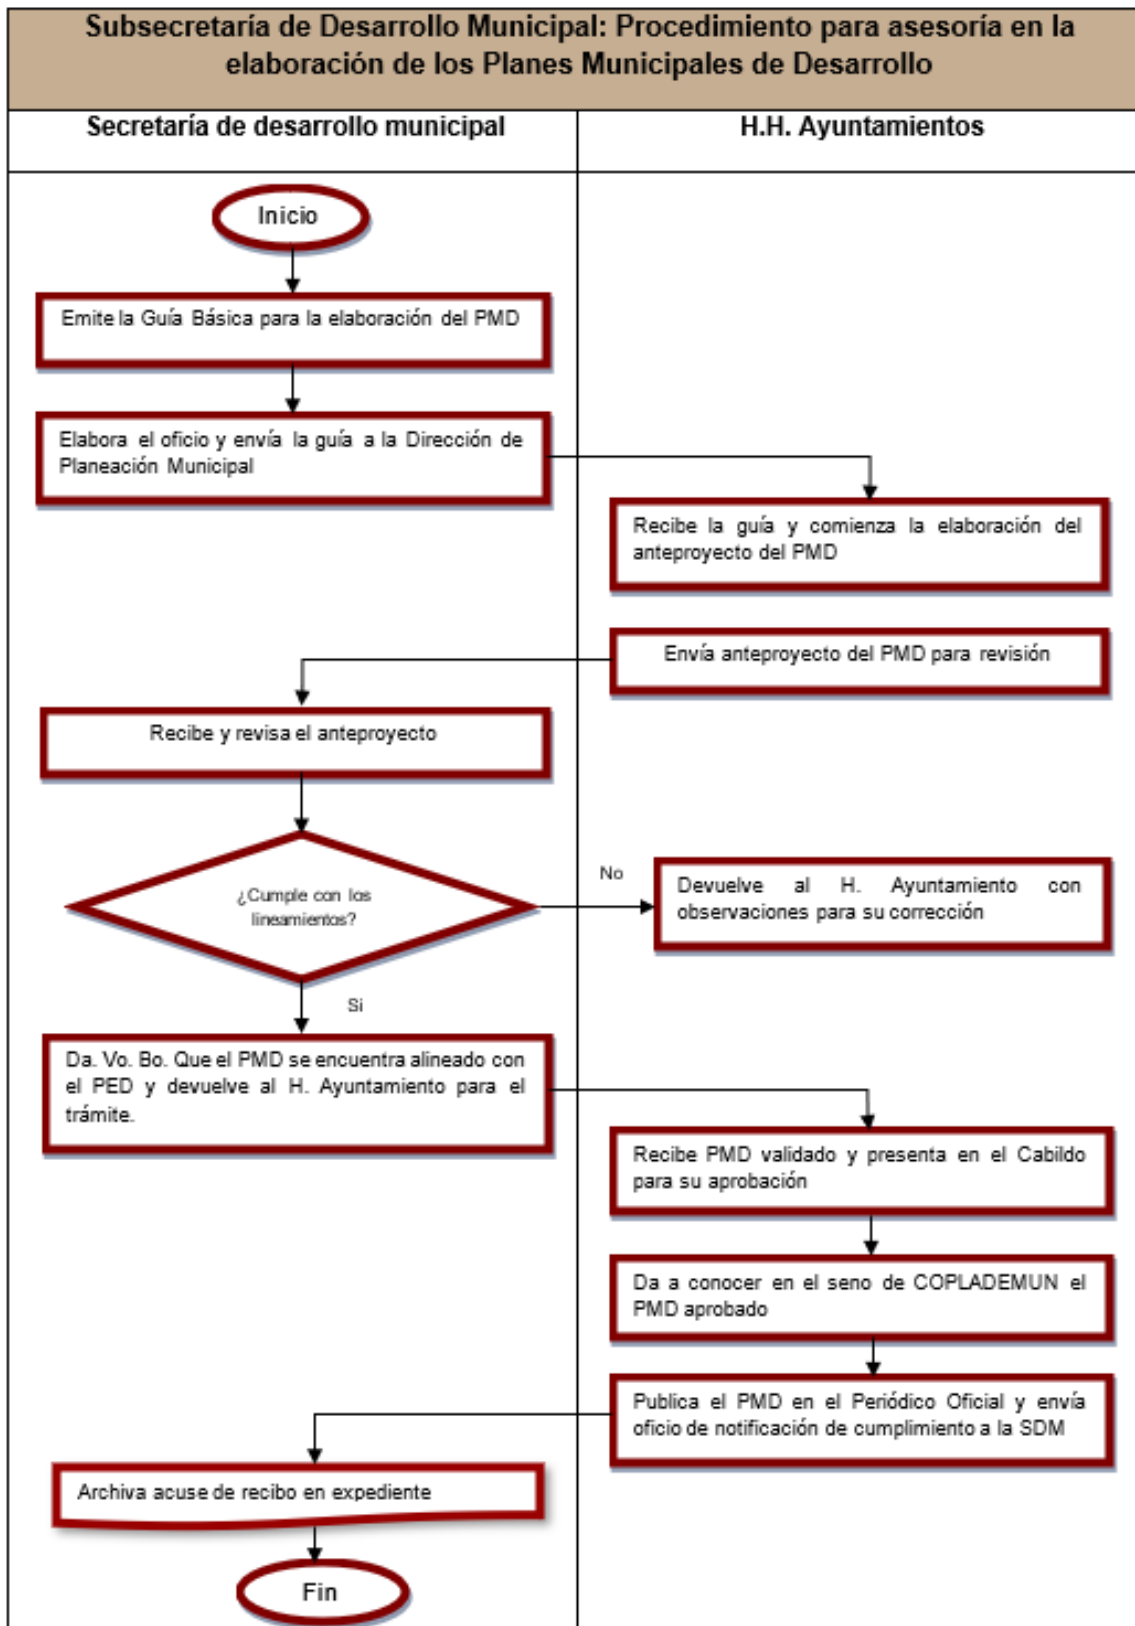 Subsecretaría de Desarrollo Municipal: Procedimiento para asesoría en la
elaboración de los Planes Municipales de Desarrollo
Secretaría de desarrollo municipal
H.H. Ayuntamientos
Inicio
Emite la Guía Básica para la elaboración del PMD
Elabora el oficio y envía la guía a la Dirección de
Planeación Municipal
Recibe la guía y comienza la elaboración del
anteproyecto del PMD
Envía anteproyecto del PMD para revisión
Recibe y revisa el anteproyecto
¿Cumple con los
lineamientos?
No
Devuelve al H. Ayuntamiento con
observaciones para su corrección
Si
Da. Vo. Bo. Que el PMD se encuentra alineado con
el PED y devuelve al H. Ayuntamiento para el
trámite.
Recibe PMD validado y presenta en el Cabildo
para su aprobación
Da a conocer en el seno de COPLADEMUN el
PMD aprobado
Publica el PMD en el Periódico Oficial y envía
oficio de notificación de cumplimiento a la SDM
Archiva acuse de recibo en expediente
Fin